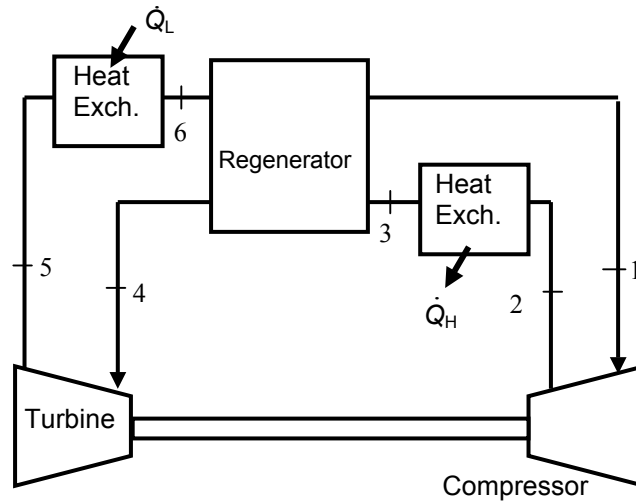 Q̇L
Heat
Exch.
6
Regenerator
Heat
Exch.
3
5
4
1
2
Q̇H
Turbine
Compressor